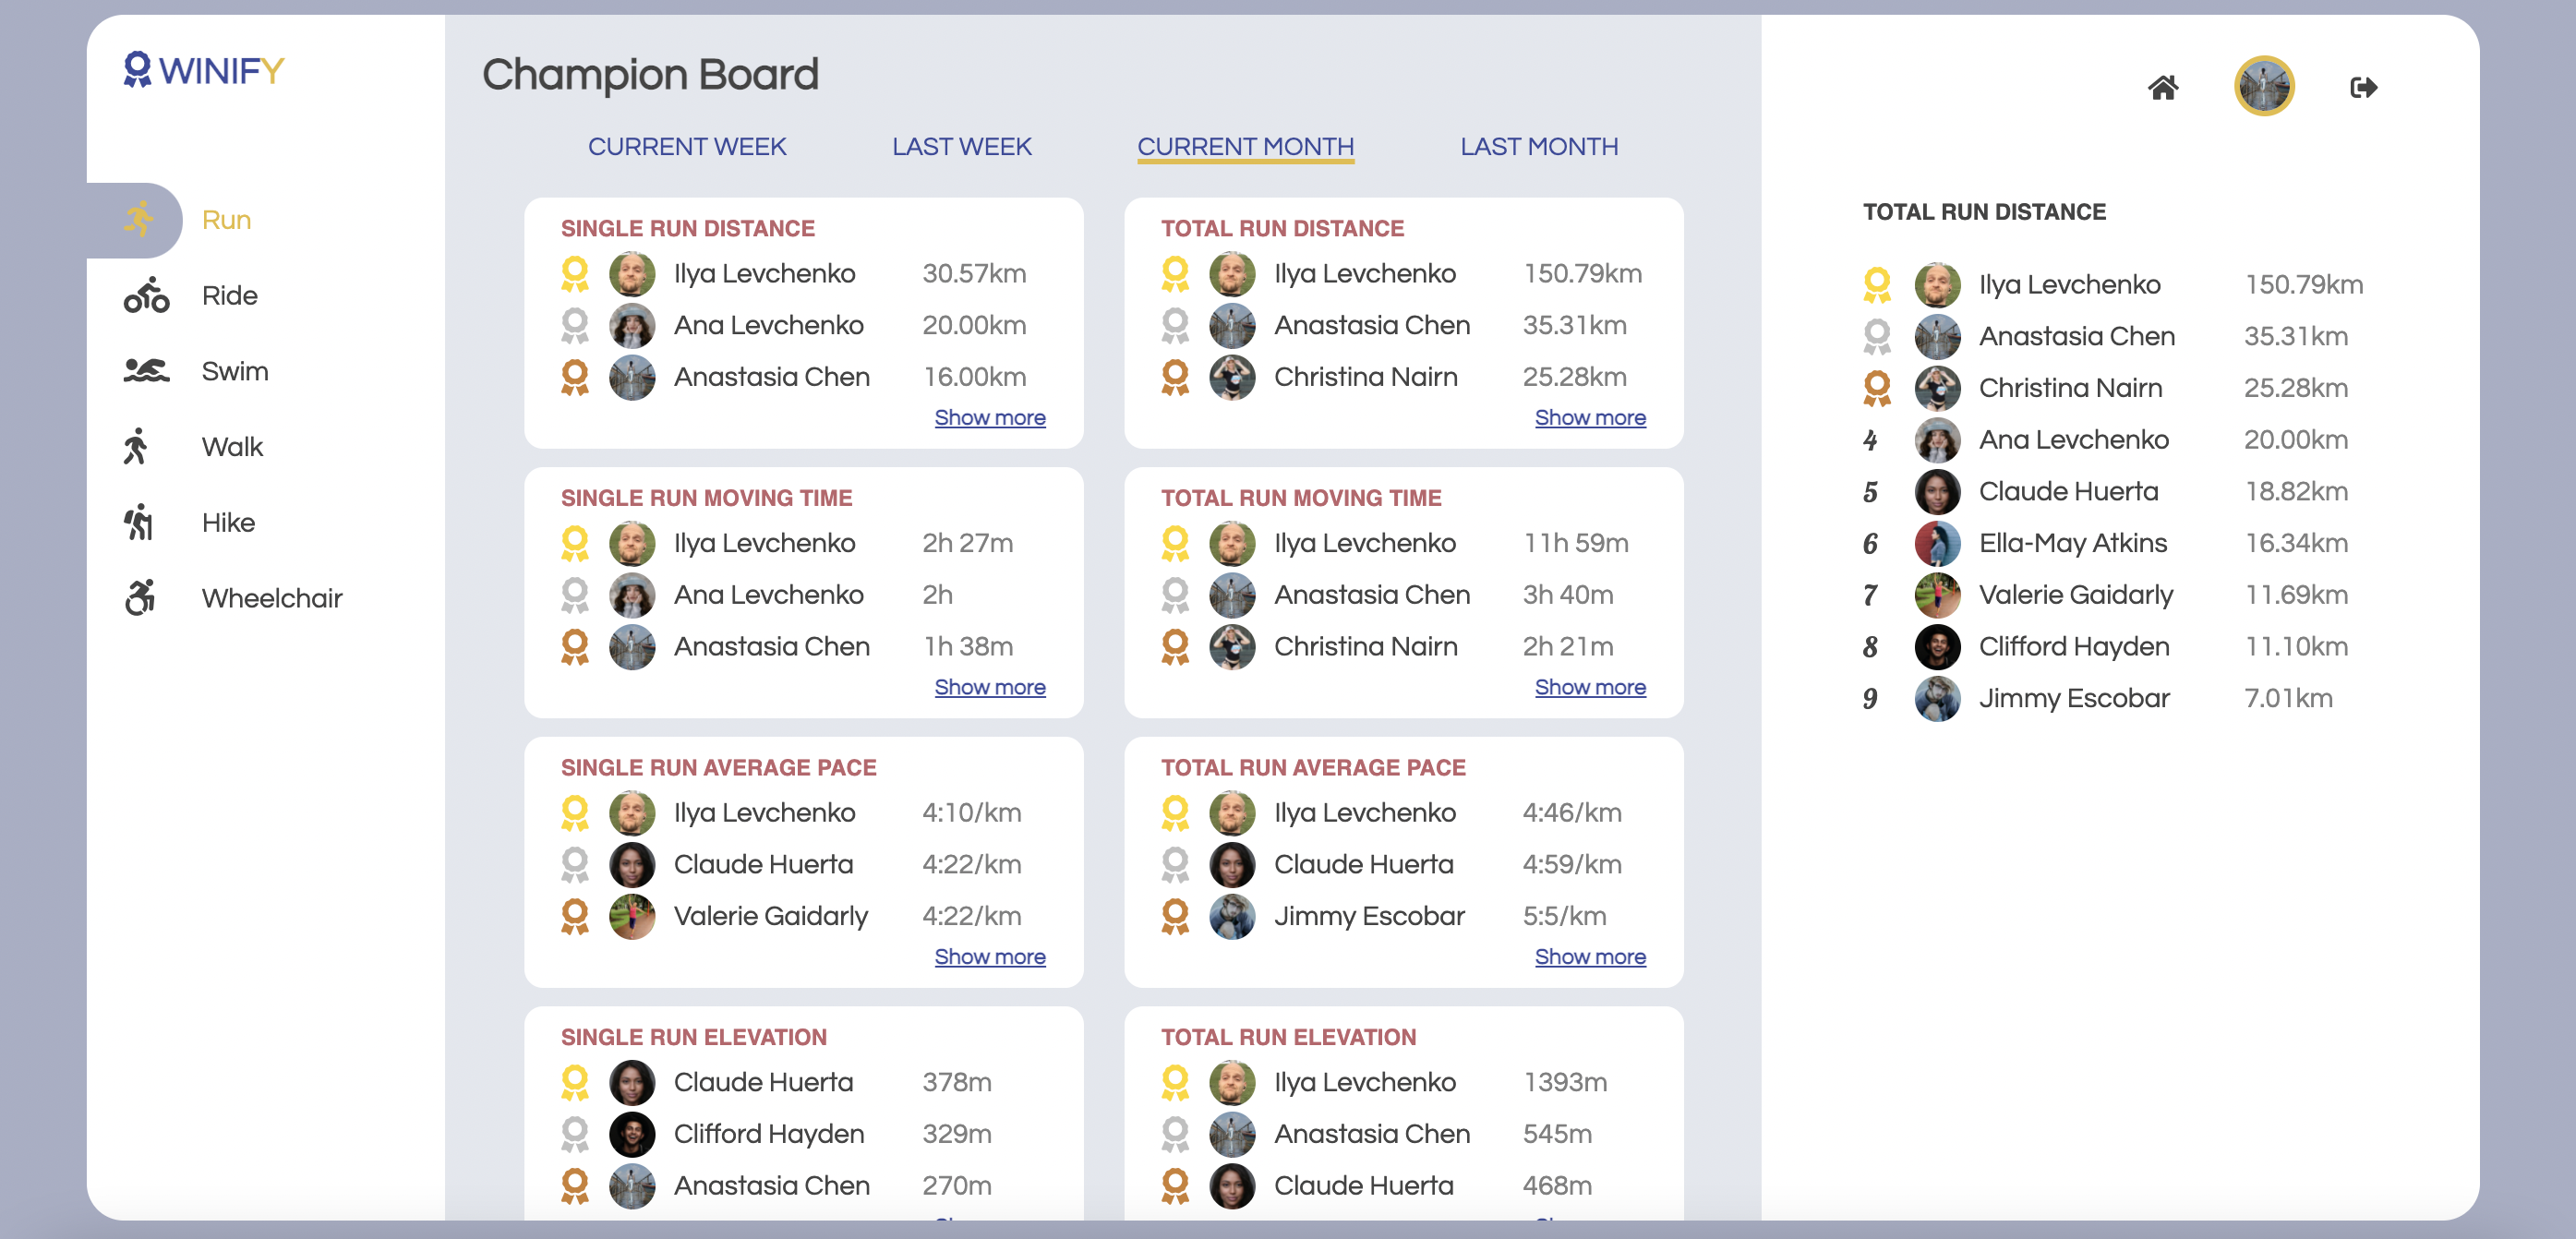 WINIFY
Run
Ride
Swim
Walk
Hike
Wheelchair
Champion Board
CURRENT WEEK LAST WEEK CURRENT MONTH LAST MONTH
SINGLE RUN DISTANCE
Ilya Levchenko 30.57km
Ana Levchenko 20.00km
Anastasia Chen 16.00km
Show more
TOTAL RUN DISTANCE
Ilya Levchenko 150.79km
Anastasia Chen 35.31km
Christina Nairn 25.28km
Show more
SINGLE RUN MOVING TIME
Ilya Levchenko 2h 27m
Ana Levchenko 2h
Anastasia Chen 1h 38m
Show more
TOTAL RUN MOVING TIME
Ilya Levchenko 11h 59m
Anastasia Chen 3h 40m
Christina Nairn 2h 21m
Show more
SINGLE RUN AVERAGE PACE
Ilya Levchenko 4:10/km
Claude Huerta 4:22/km
Valerie Gaidarly 4:22/km
Show more
TOTAL RUN AVERAGE PACE
Ilya Levchenko 4:46/km
Claude Huerta 4:59/km
Jimmy Escobar 5:5/km
Show more
SINGLE RUN ELEVATION
Claude Huerta 378m
Clifford Hayden 329m
Anastasia Chen 270m
TOTAL RUN ELEVATION
Ilya Levchenko 1393m
Anastasia Chen 545m
Claude Huerta 468m
TOTAL RUN DISTANCE
Ilya Levchenko 150.79km
Anastasia Chen 35.31km
Christina Nairn 25.28km
4 Ana Levchenko 20.00km
5 Claude Huerta 18.82km
6 Ella-May Atkins 16.34km
7 Valerie Gaidarly 11.69km
8 Clifford Hayden 11.10km
9 Jimmy Escobar 7.01km